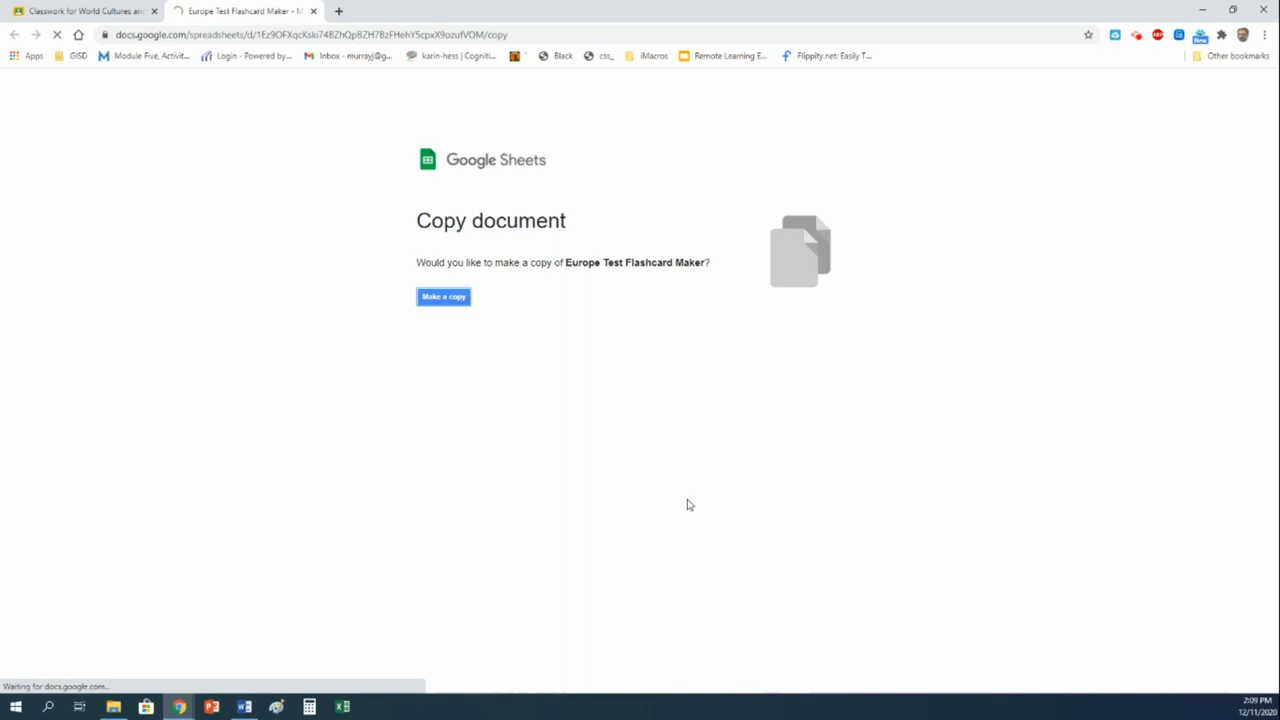 Classwork for World Cultures and
Europe Test Flashcard Maker - M
docs.google.com/spreadsheets/d/1Ez9OFXqcKski74BZhQpBZH7BzFHehY5cpxX9ozufVOM/copy
Apps GISD Module Five, Activit... Login - Powered by... Inbox - murrayj@g... karin-hess | Cogniti... Black css_ iMacros Remote Learning E... Flippity.net: Easily T... Other bookmarks
New
Google Sheets
Copy document
Would you like to make a copy of Europe Test Flashcard Maker?
Make a copy
Waiting for docs.google.com...
2:09 PM
12/11/2020